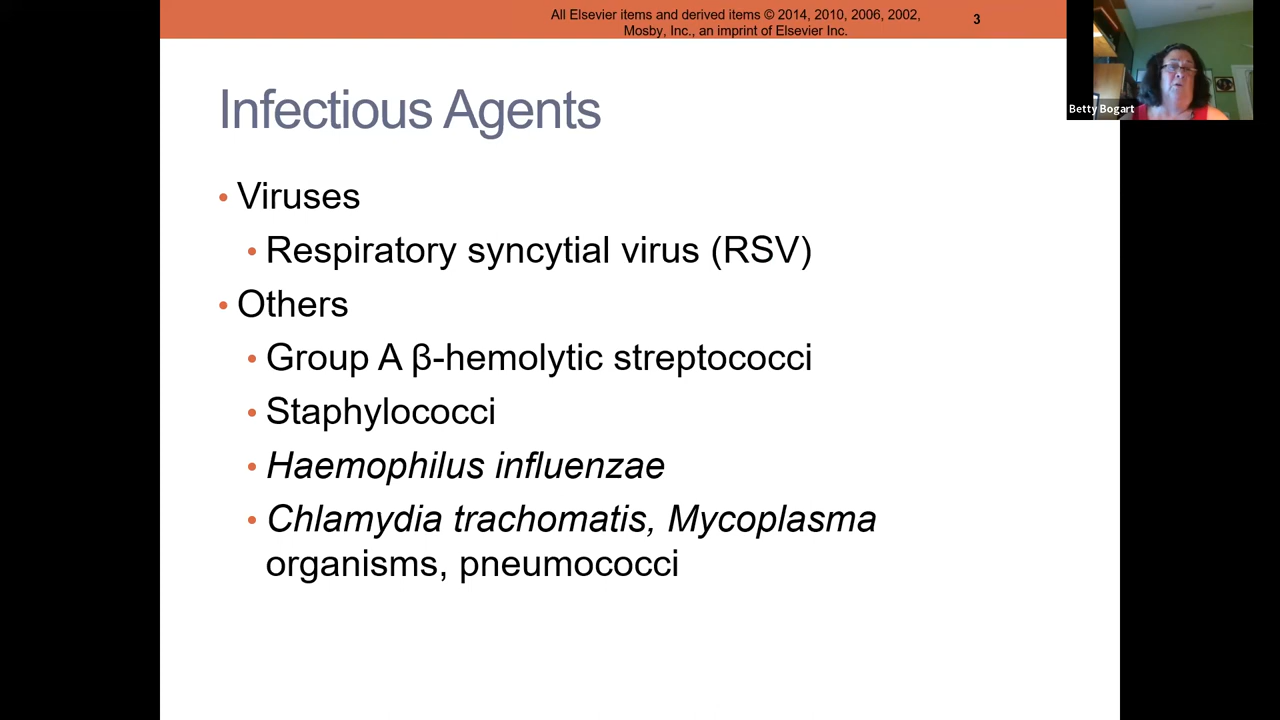 All Elsevier items and derived items © 2014, 2010, 2006, 2002,
Mosby, Inc., an imprint of Elsevier Inc.
3
Betty Bogart
Infectious Agents
• Viruses
• Respiratory syncytial virus (RSV)
• Others
• Group A β-hemolytic streptococci
• Staphylococci
• Haemophilus influenzae
• Chlamydia trachomatis, Mycoplasma
organisms, pneumococci